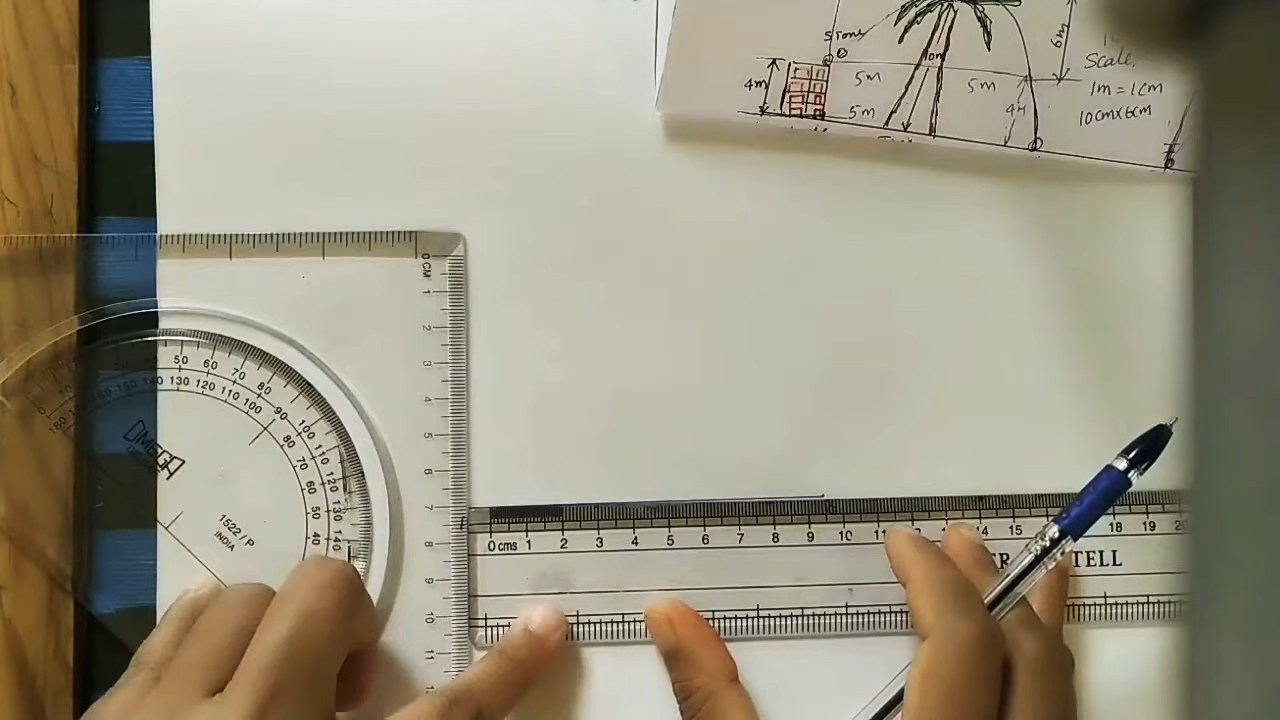 Stone
10m
6m
Scale.
4m
5m
5m
1m = 1cm
5m
4M
10cm x 6cm
0 CM
1
2
3
4
5
6
7
8
9
10
11
50 60 70 80 90 100 110 120 130 140
140 130 120 110 100 80 70 60 50 40
OMEGA
1522 / P
INDIA
0 cms 1 2 3 4 5 6 7 8 9 10 11 14 15 18 19 20
TELL